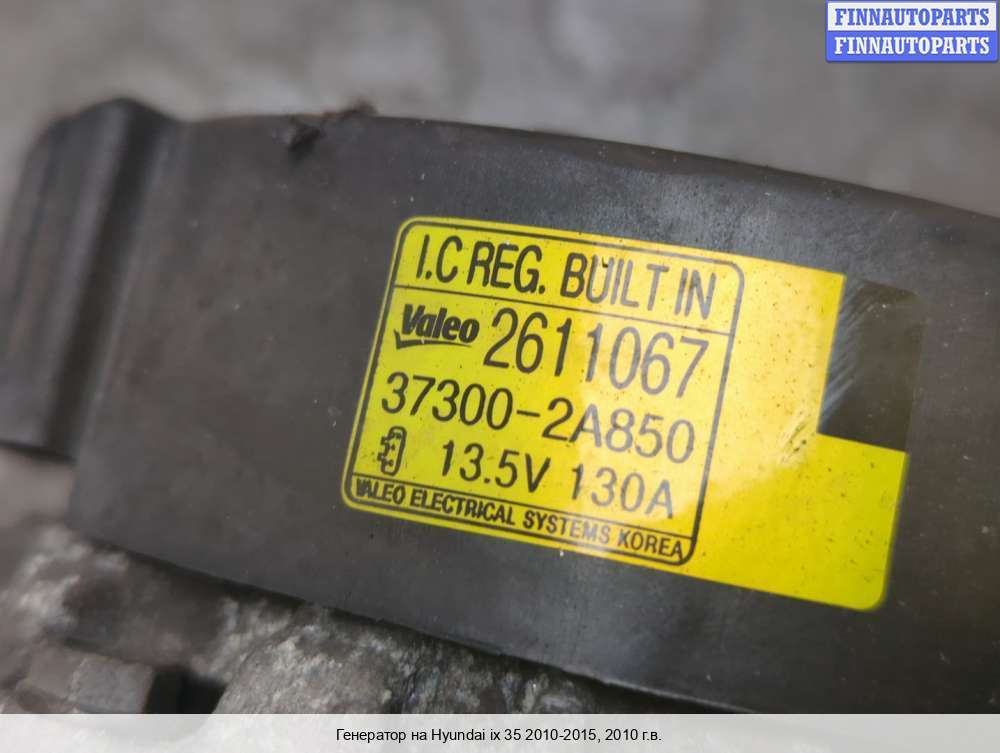 FINNAUTOPARTS
FINNAUTOPARTS
I.C REG. BUILT IN
Valeo 2611067
37300-2A850
13.5V 130A
VALEO ELECTRICAL SYSTEMS KOREA
Генератор на Hyundai ix 35 2010-2015, 2010 г.в.